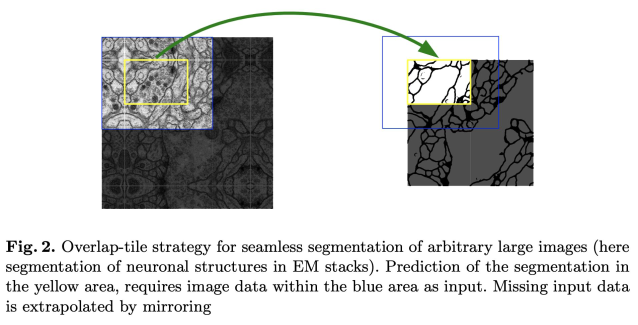 Fig. 2. Overlap-tile strategy for seamless segmentation of arbitrary large images (here
segmentation of neuronal structures in EM stacks). Prediction of the segmentation in
the yellow area, requires image data within the blue area as input. Missing input data
is extrapolated by mirroring